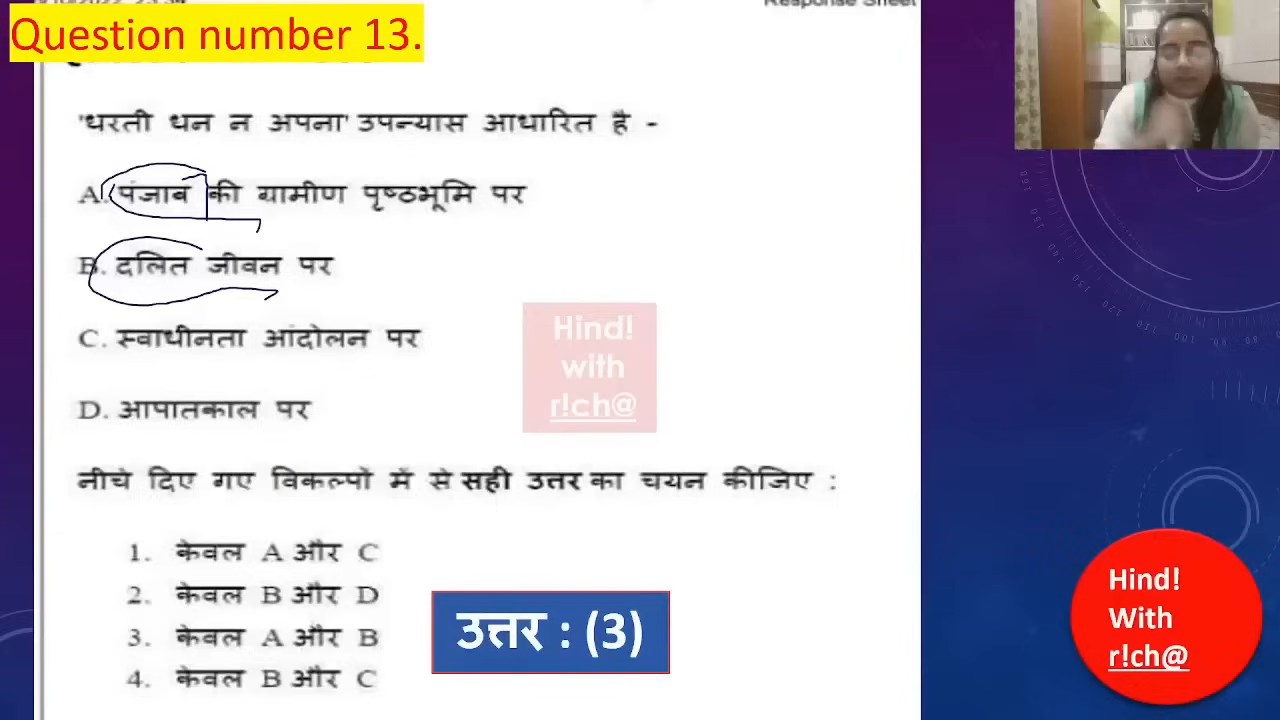 Response Sheet
Question number 13.
'धरती धन न अपना' उपन्यास आधारित है -
A. पंजाब की ग्रामीण पृष्ठभूमि पर
B. दलित जीवन पर
C. स्वाधीनता आंदोलन पर
D. आपातकाल पर
नीचे दिए गए विकल्पों में से सही उत्तर का चयन कीजिए :
1. केवल A और C
2. केवल B और D
3. केवल A और B
4. केवल B और C
उत्तर : (3)
Hind!
with
r!ch@
Hind!
With
r!ch@